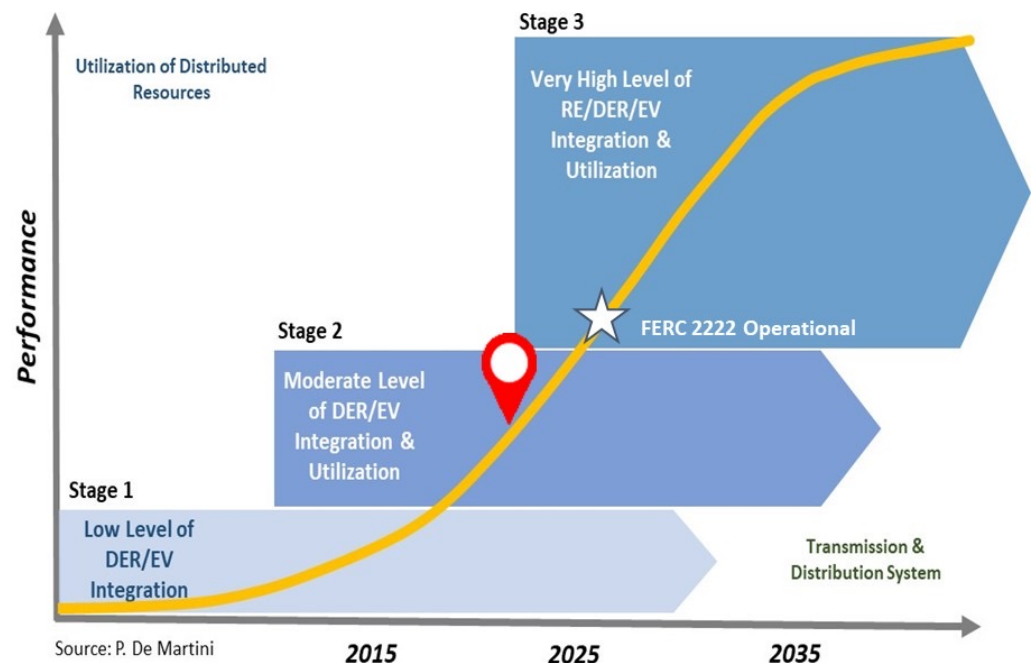 Stage 3
Utilization of Distributed
Resources
Very High Level of
RE/DER/EV
Integration &
Utilization
Performance
FERC 2222 Operational
Stage 2
Moderate Level
of DER/EV
Integration &
Utilization
Stage 1
Low Level of
DER/EV
Integration
Transmission &
Distribution System
Source: P. De Martini
2015
2025
2035